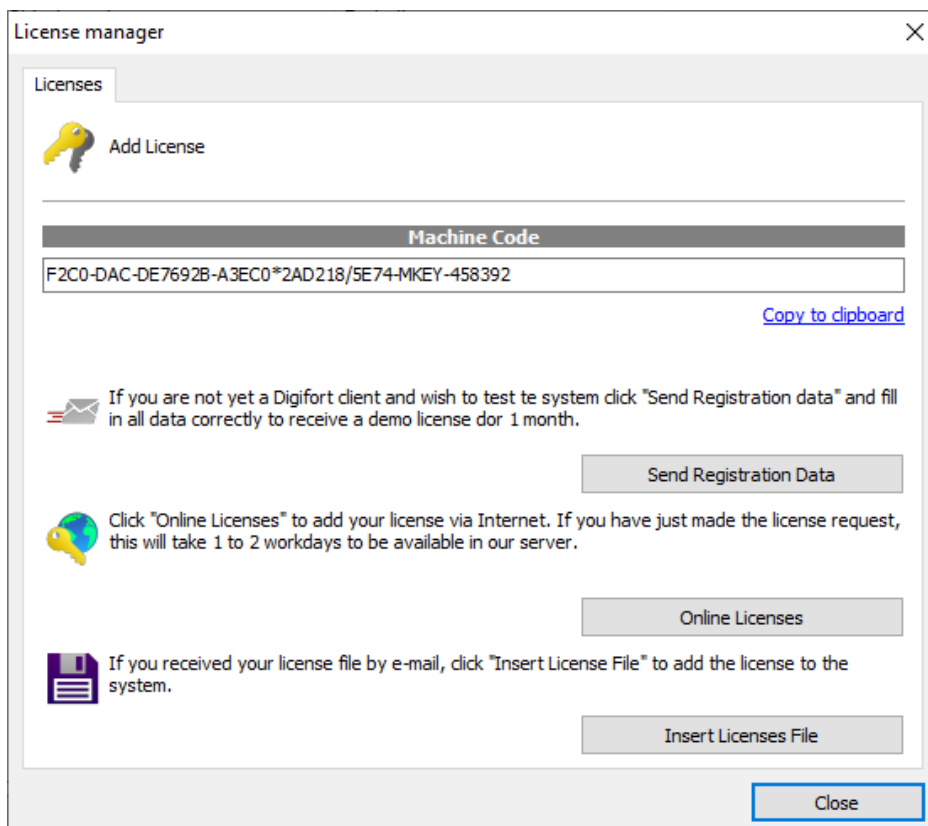 License manager
Licenses
Add License
Machine Code
F2C0-DAC-DE7692B-A3EC0*2AD218/5E74-MKEY-458392
Copy to clipboard
If you are not yet a Digifort client and wish to test te system click "Send Registration data" and fill
in all data correctly to receive a demo license dor 1 month.
Send Registration Data
Click "Online Licenses" to add your license via Internet. If you have just made the license request,
this will take 1 to 2 workdays to be available in our server.
Online Licenses
If you received your license file by e-mail, click "Insert License File" to add the license to the
system.
Insert Licenses File
Close